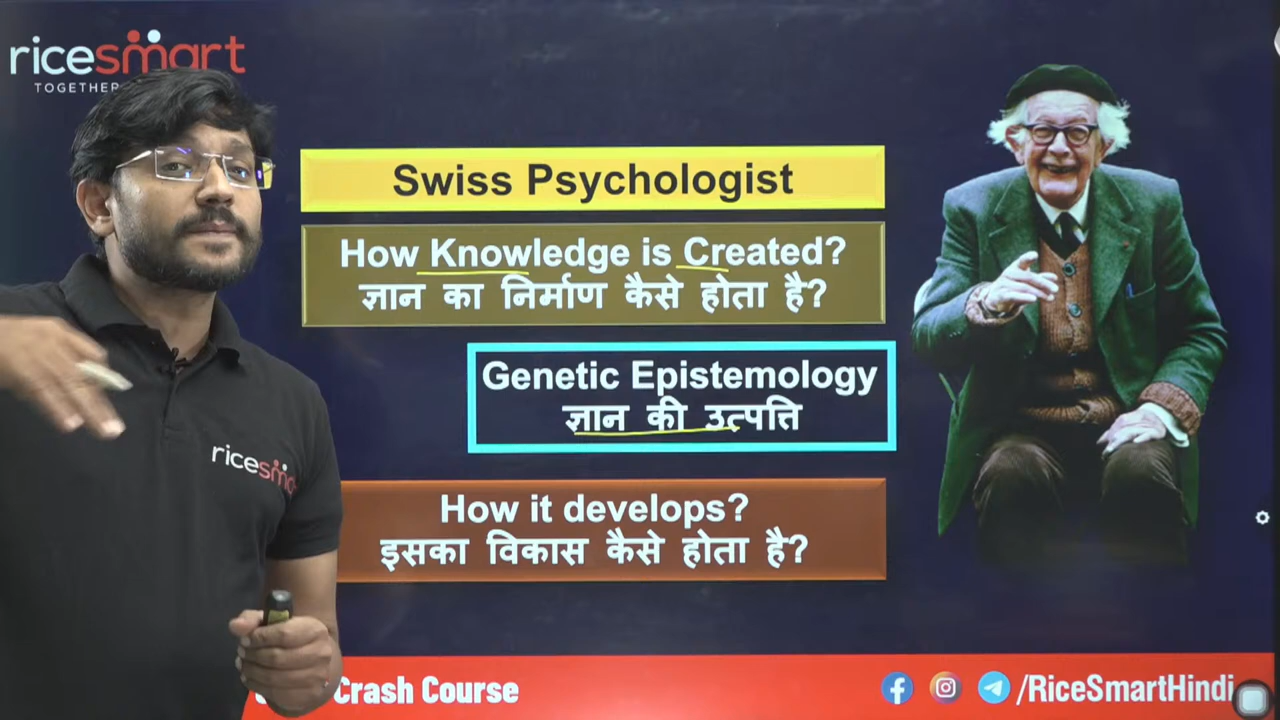 ricesmart
TOGETHER
Swiss Psychologist
How Knowledge is Created?
ज्ञान का निर्माण कैसे होता है?
Genetic Epistemology
ज्ञान की उत्पत्ति
How it develops?
इसका विकास कैसे होता है?
ricesma
Crash Course
/RiceSmartHindi